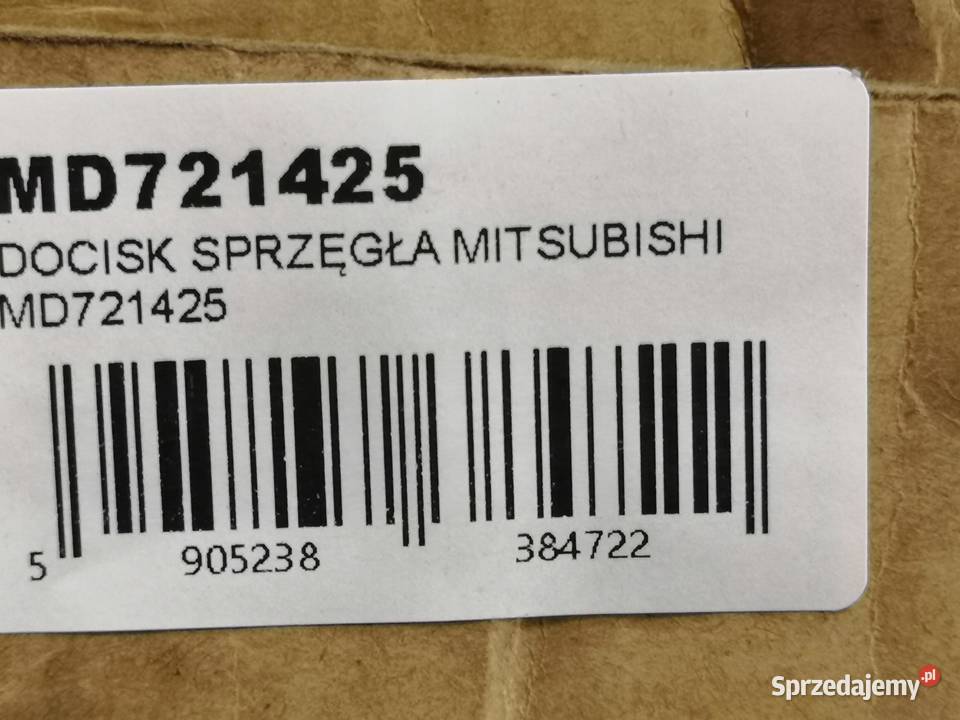 MD721425
DOCISK SPRZĘGŁA MITSUBISHI
MD721425
5 905238 384722
Sprzedajemy.pl